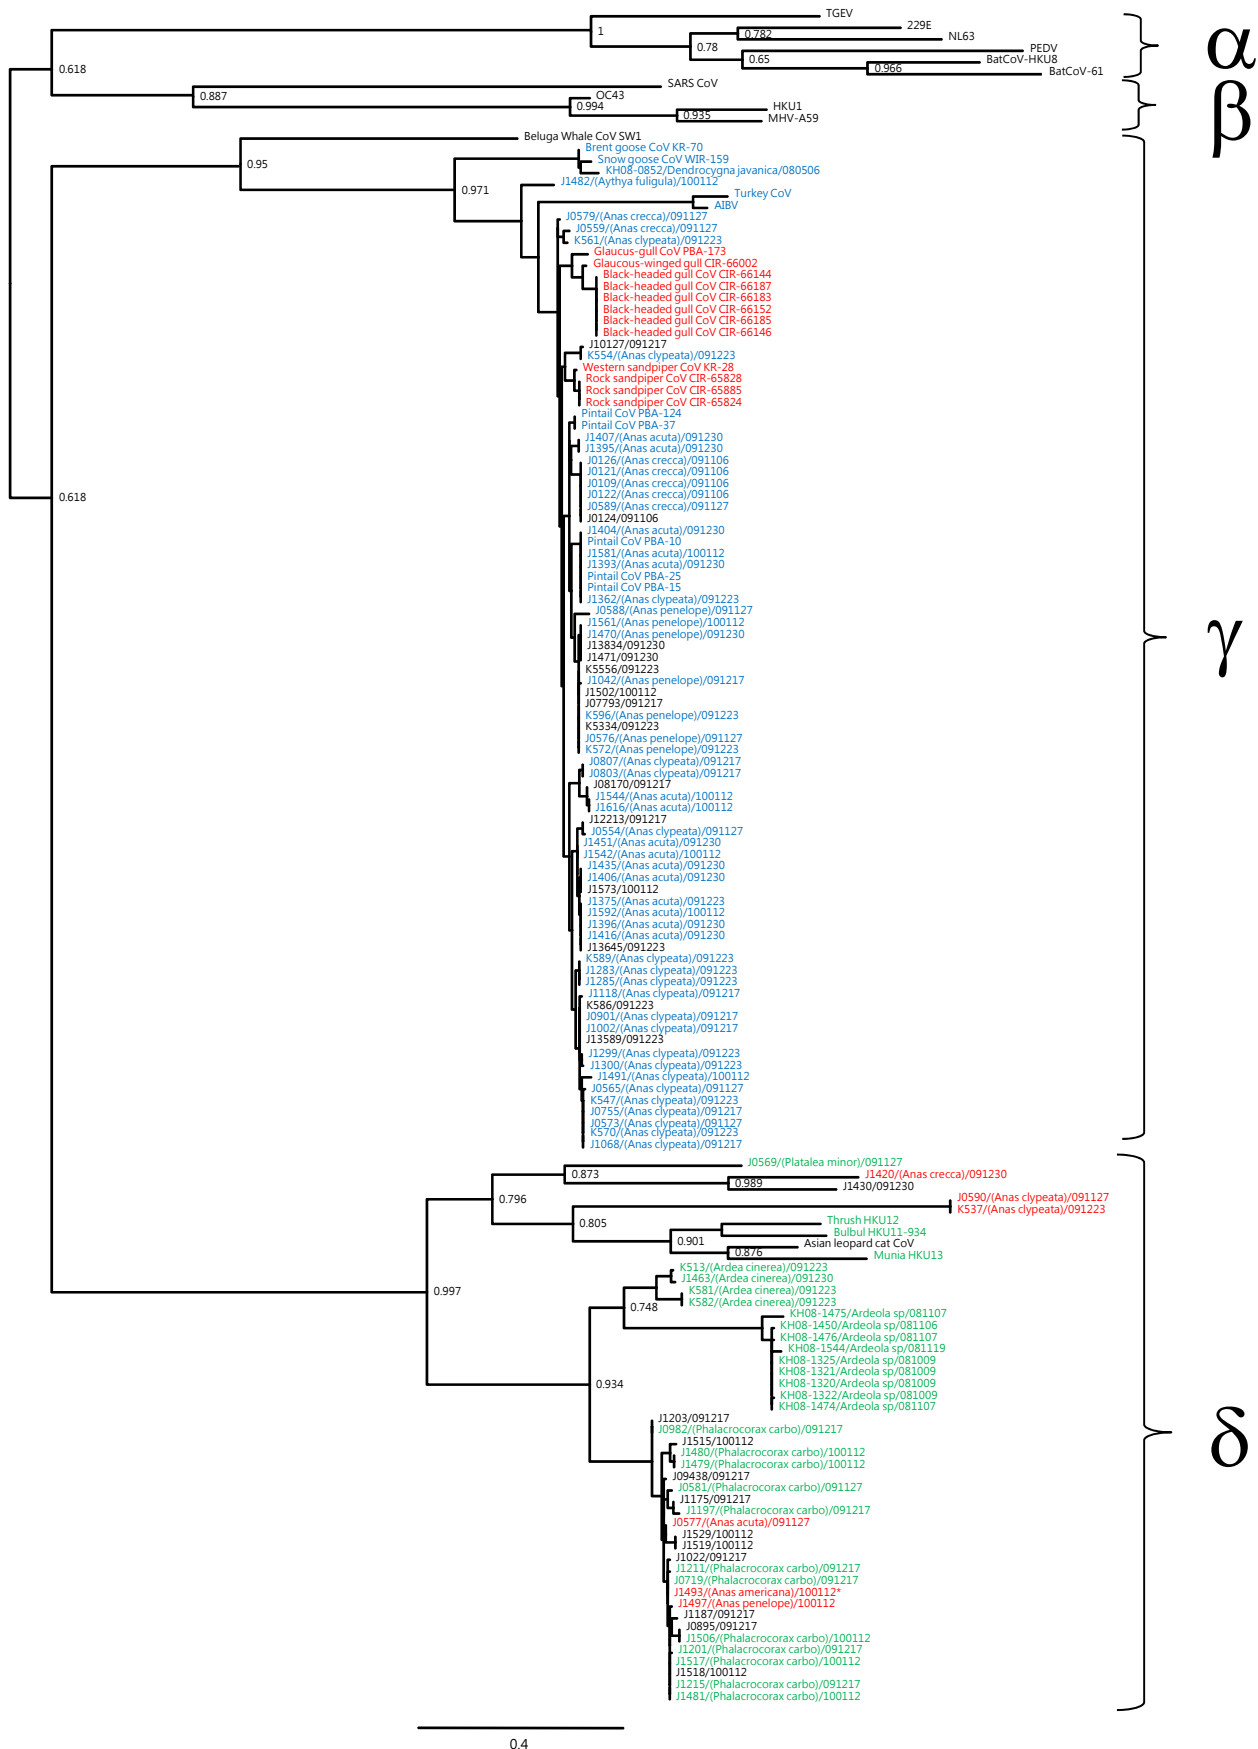 TGEV
229E
NL63
PEDV
BatCoV-HKU8
BatCoV-61
1
0.782
0.78
0.65
0.966
α
0.618
SARS CoV
OC43
HKU1
MHV-A59
0.887
0.994
0.935
β
Beluga Whale CoV SW1
Brent goose CoV KR-70
Snow goose CoV WIR-159
KH08-0852/Dendrocygna javanica/080506
J1482/(Aythya fuligula)/100112
Turkey CoV
AIBV
0.95
0.971
J0579/(Anas crecca)/091127
J0559/(Anas crecca)/091127
K561/(Anas clypeata)/091223
Glaucus-gull CoV PBA-173
Glaucous-winged gull CIR-66002
Black-headed gull CoV CIR-66144
Black-headed gull CoV CIR-66187
Black-headed gull CoV CIR-66183
Black-headed gull CoV CIR-66152
Black-headed gull CoV CIR-66185
Black-headed gull CoV CIR-66146
J10127/091217
K554/(Anas clypeata)/091223
Western sandpiper CoV KR-28
Rock sandpiper CoV CIR-65828
Rock sandpiper CoV CIR-65885
Rock sandpiper CoV CIR-65824
Pintail CoV PBA-124
Pintail CoV PBA-37
J1407/(Anas acuta)/091230
J1395/(Anas acuta)/091230
J0126/(Anas crecca)/091106
J0121/(Anas crecca)/091106
J0109/(Anas crecca)/091106
J0122/(Anas crecca)/091106
0.618
J0589/(Anas crecca)/091127
J0124/091106
J1404/(Anas acuta)/091230
Pintail CoV PBA-10
J1581/(Anas acuta)/100112
J1393/(Anas acuta)/091230
Pintail CoV PBA-25
Pintail CoV PBA-15
J1362/(Anas clypeata)/091223
J0588/(Anas penelope)/091127
J1561/(Anas penelope)/100112
J1470/(Anas penelope)/091230
γ
J13834/091230
J1471/091230
K5556/091223
J1042/(Anas penelope)/091217
J1502/100112
J07793/091217
K596/(Anas penelope)/091223
K5334/091223
J0576/(Anas penelope)/091127
K572/(Anas penelope)/091223
J0807/(Anas clypeata)/091217
J0803/(Anas clypeata)/091217
J08170/091217
J1544/(Anas acuta)/100112
J1616/(Anas acuta)/100112
J12213/091217
J0554/(Anas clypeata)/091127
J1451/(Anas acuta)/091230
J1542/(Anas acuta)/100112
J1435/(Anas acuta)/091230
J1406/(Anas acuta)/091230
J1573/100112
J1375/(Anas acuta)/091223
J1592/(Anas acuta)/100112
J1396/(Anas acuta)/091230
J1416/(Anas acuta)/091230
J13645/091223
K589/(Anas clypeata)/091223
J1283/(Anas clypeata)/091223
J1285/(Anas clypeata)/091223
J1118/(Anas clypeata)/091217
K586/091223
J0901/(Anas clypeata)/091217
J1002/(Anas clypeata)/091217
J13589/091223
J1299/(Anas clypeata)/091223
J1300/(Anas clypeata)/091223
J1491/(Anas clypeata)/100112
J0565/(Anas clypeata)/091127
K547/(Anas clypeata)/091223
J0755/(Anas clypeata)/091217
J0573/(Anas clypeata)/091127
K570/(Anas clypeata)/091223
J1068/(Anas clypeata)/091217
J0569/(Platalea minor)/091127
J1420/(Anas crecca)/091230
J1430/091230
0.873
0.989
J0590/(Anas clypeata)/091127
K537/(Anas clypeata)/091223
0.796
0.805
Thrush HKU12
Bulbul HKU11-934
Asian leopard cat CoV
Munia HKU13
0.901
0.876
K513/(Ardea cinerea)/091223
J1463/(Ardea cinerea)/091230
K581/(Ardea cinerea)/091223
K582/(Ardea cinerea)/091223
0.997
0.748
KH08-1475/Ardeola sp/081107
KH08-1450/Ardeola sp/081106
KH08-1476/Ardeola sp/081107
KH08-1544/Ardeola sp/081119
KH08-1325/Ardeola sp/081009
KH08-1321/Ardeola sp/081009
KH08-1320/Ardeola sp/081009
KH08-1322/Ardeola sp/081009
KH08-1474/Ardeola sp/081107
0.934
J1203/091217
J0982/(Phalacrocorax carbo)/091217
δ
J1515/100112
J1480/(Phalacrocorax carbo)/100112
J1479/(Phalacrocorax carbo)/100112
J09438/091217
J0581/(Phalacrocorax carbo)/091127
J1175/091217
J1197/(Phalacrocorax carbo)/091217
J0577/(Anas acuta)/091127
J1529/100112
J1519/100112
J1022/091217
J1211/(Phalacrocorax carbo)/091217
J0719/(Phalacrocorax carbo)/091217
J1493/(Anas americana)/100112*
J1497/(Anas penelope)/100112
J1187/091217
J0895/091217
J1506/(Phalacrocorax carbo)/100112
J1201/(Phalacrocorax carbo)/091217
J1517/(Phalacrocorax carbo)/100112
J1518/100112
J1215/(Phalacrocorax carbo)/091217
J1481/(Phalacrocorax carbo)/100112
0.4